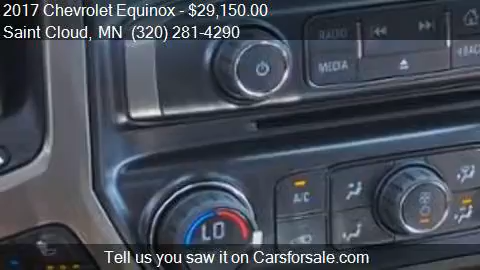 2017 Chevrolet Equinox - $29,150.00
Saint Cloud, MN (320) 281-4290
RADIO
MEDIA
BACK
A/C
LO
Tell us you saw it on Carsforsale.com